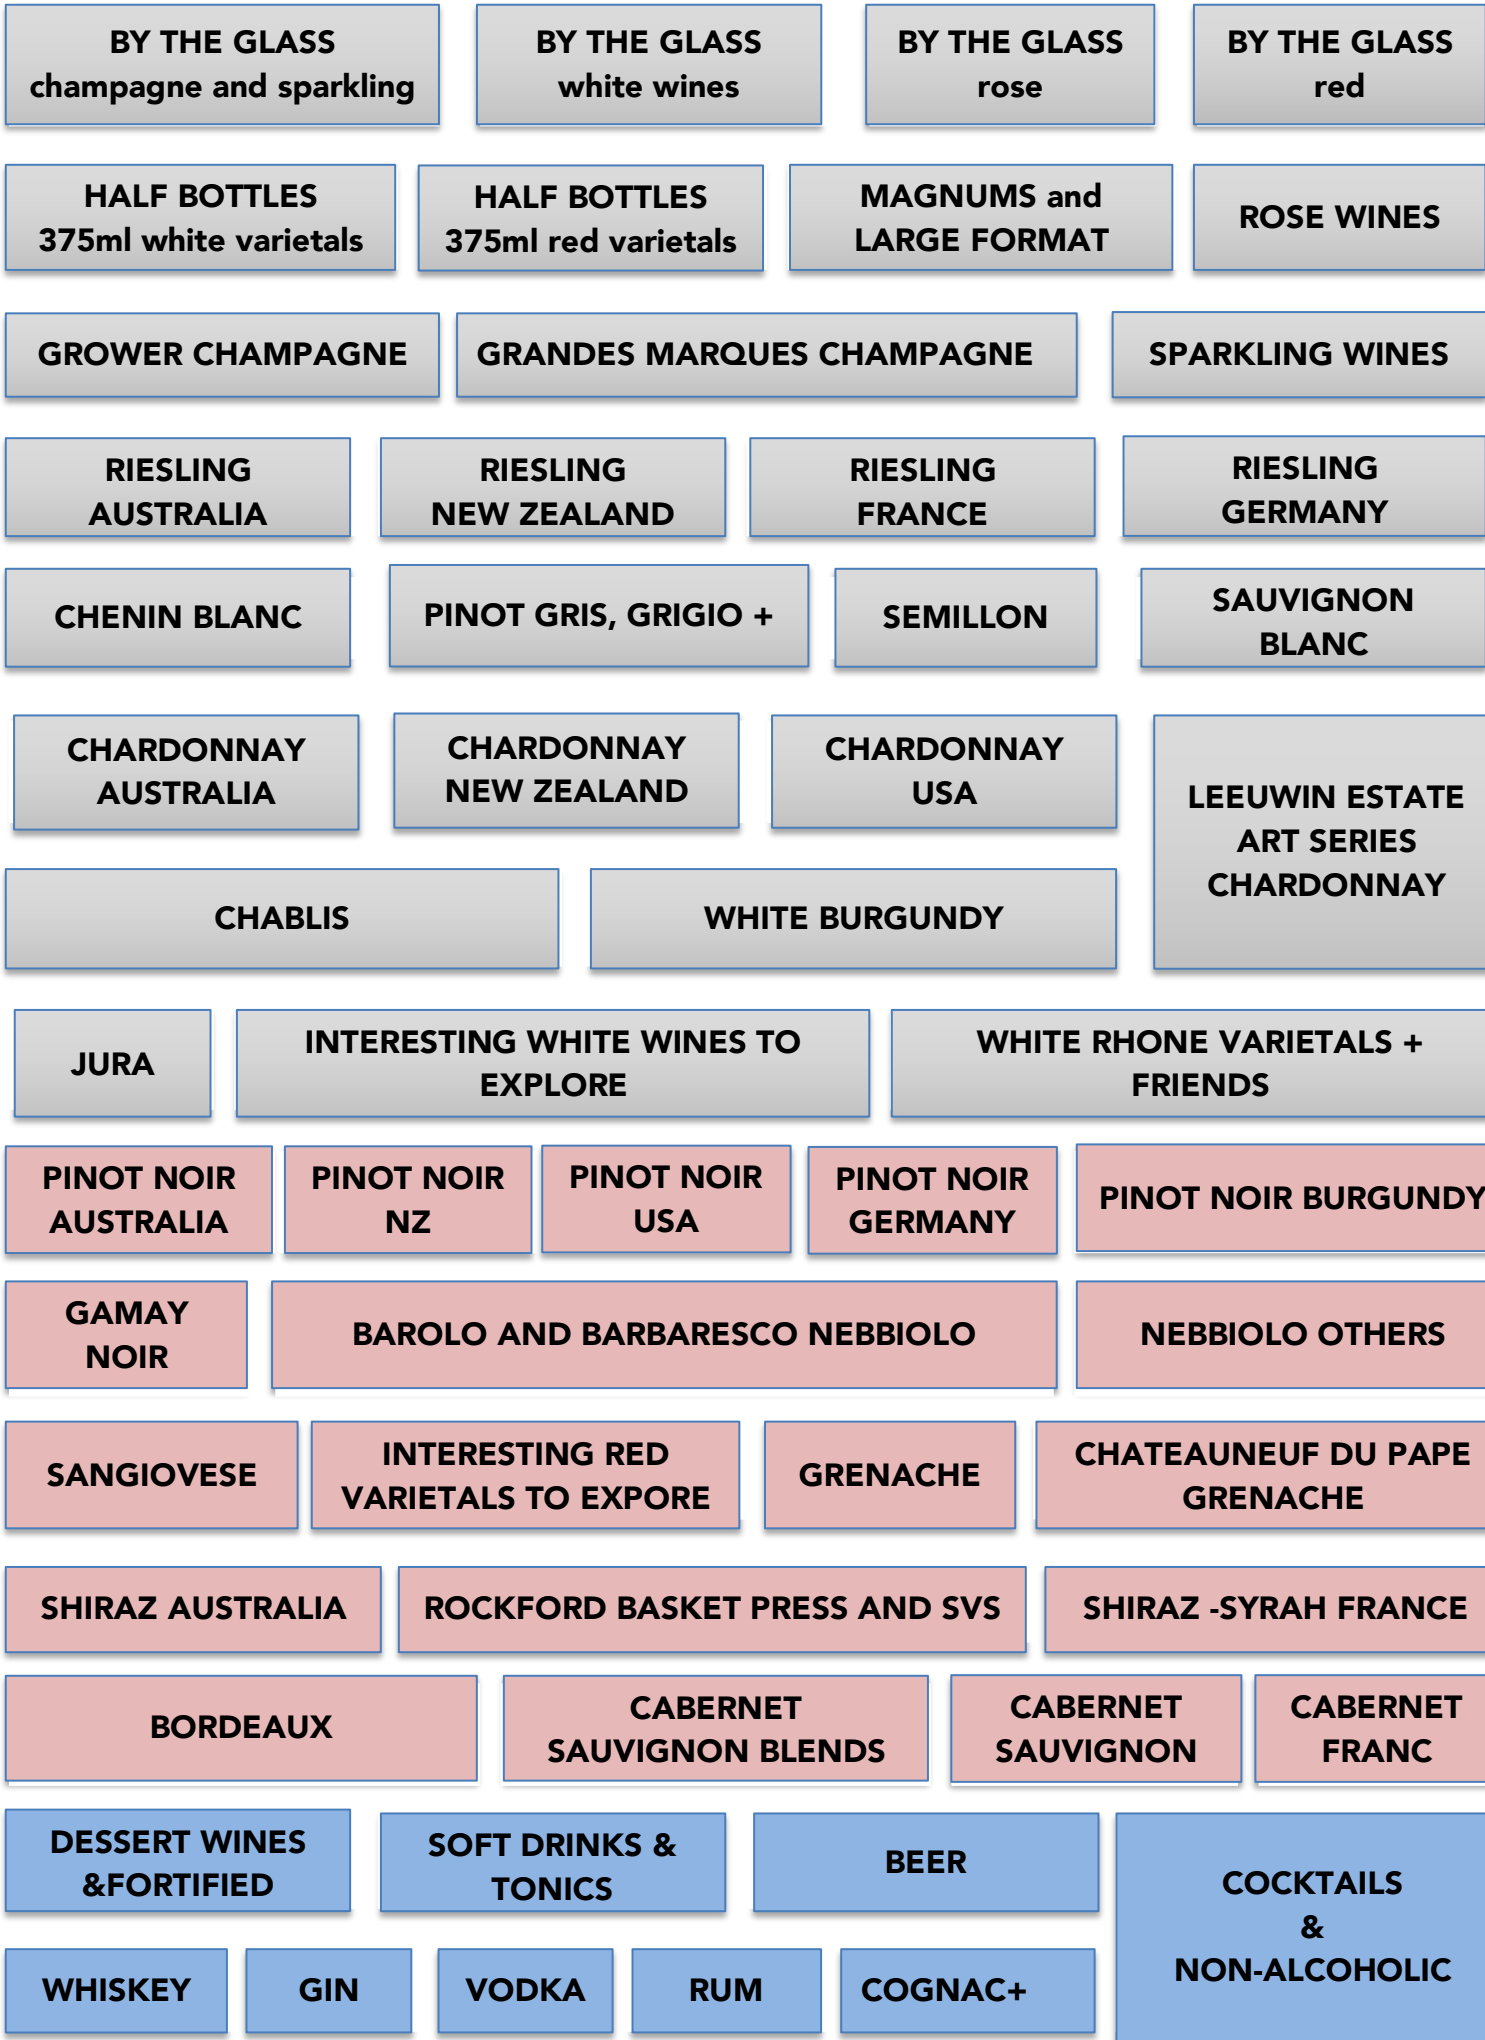 BY THE GLASS
champagne and sparkling
BY THE GLASS
white wines
BY THE GLASS
rose
BY THE GLASS
red
HALF BOTTLES
375ml white varietals
HALF BOTTLES
375ml red varietals
MAGNUMS and
LARGE FORMAT
ROSE WINES
GROWER CHAMPAGNE
GRANDES MARQUES CHAMPAGNE
SPARKLING WINES
RIESLING
AUSTRALIA
RIESLING
NEW ZEALAND
RIESLING
FRANCE
RIESLING
GERMANY
CHENIN BLANC
PINOT GRIS, GRIGIO +
SEMILLON
SAUVIGNON
BLANC
CHARDONNAY
AUSTRALIA
CHARDONNAY
NEW ZEALAND
CHARDONNAY
USA
LEEUWIN ESTATE
ART SERIES
CHARDONNAY
CHABLIS
WHITE BURGUNDY
JURA
INTERESTING WHITE WINES TO
EXPLORE
WHITE RHONE VARIETALS +
FRIENDS
PINOT NOIR
AUSTRALIA
PINOT NOIR
NZ
PINOT NOIR
USA
PINOT NOIR
GERMANY
PINOT NOIR BURGUNDY
GAMAY
NOIR
BAROLO AND BARBARESCO NEBBIOLO
NEBBIOLO OTHERS
SANGIOVESE
INTERESTING RED
VARIETALS TO EXPORE
GRENACHE
CHATEAUNEUF DU PAPE
GRENACHE
SHIRAZ AUSTRALIA
ROCKFORD BASKET PRESS AND SVS
SHIRAZ -SYRAH FRANCE
BORDEAUX
CABERNET
SAUVIGNON BLENDS
CABERNET
SAUVIGNON
CABERNET
FRANC
DESSERT WINES
&FORTIFIED
SOFT DRINKS &
TONICS
BEER
COCKTAILS
&
NON-ALCOHOLIC
WHISKEY
GIN
VODKA
RUM
COGNAC+